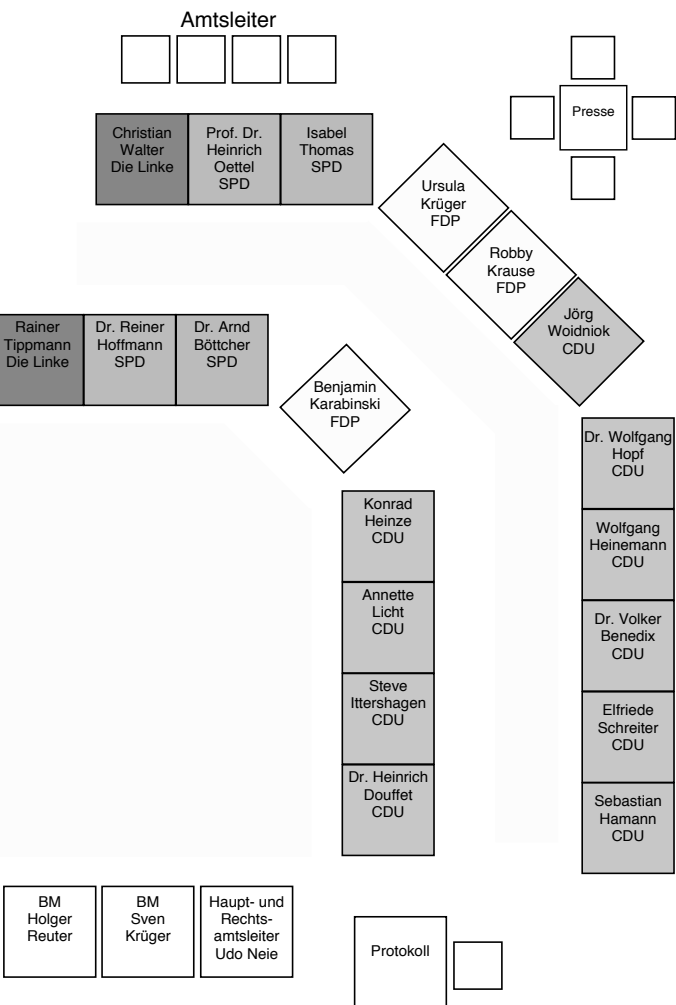 Amtsleiter
Presse
Christian
Walter
Die Linke
Prof. Dr.
Heinrich
Oettel
SPD
Isabel
Thomas
SPD
Ursula
Krüger
FDP
Robby
Krause
FDP
Jörg
Woidniok
CDU
Rainer
Tippmann
Die Linke
Dr. Reiner
Hoffmann
SPD
Dr. Arnd
Böttcher
SPD
Benjamin
Karabinski
FDP
Dr. Wolfgang
Hopf
CDU
Wolfgang
Heinemann
CDU
Dr. Volker
Benedix
CDU
Elfriede
Schreiter
CDU
Sebastian
Hamann
CDU
Konrad
Heinze
CDU
Annette
Licht
CDU
Steve
Ittershagen
CDU
Dr. Heinrich
Douffet
CDU
BM
Holger
Reuter
BM
Sven
Krüger
Haupt- und
Rechts-
amtsleiter
Udo Neie
Protokoll